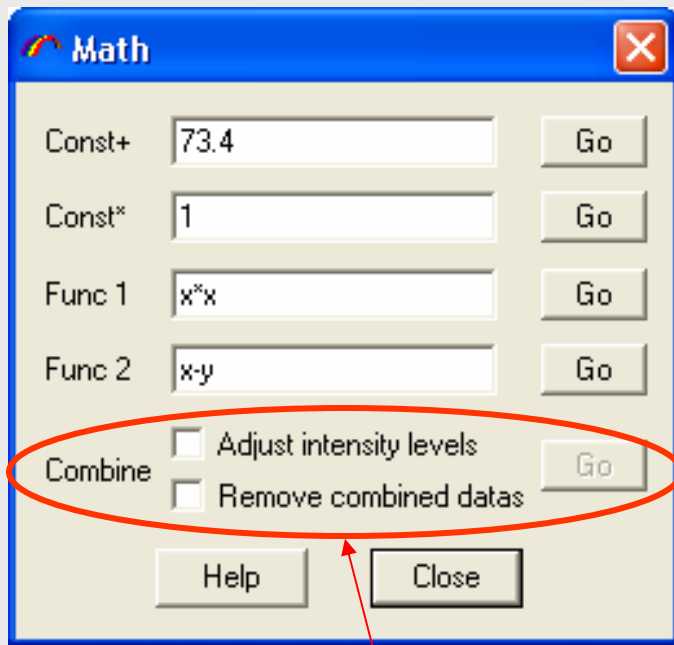 Math
Const+ 73.4 Go
Const* 1 Go
Func 1 x*x Go
Func 2 x-y Go
Adjust intensity levels
Combine Go
Remove combined datas
Help Close